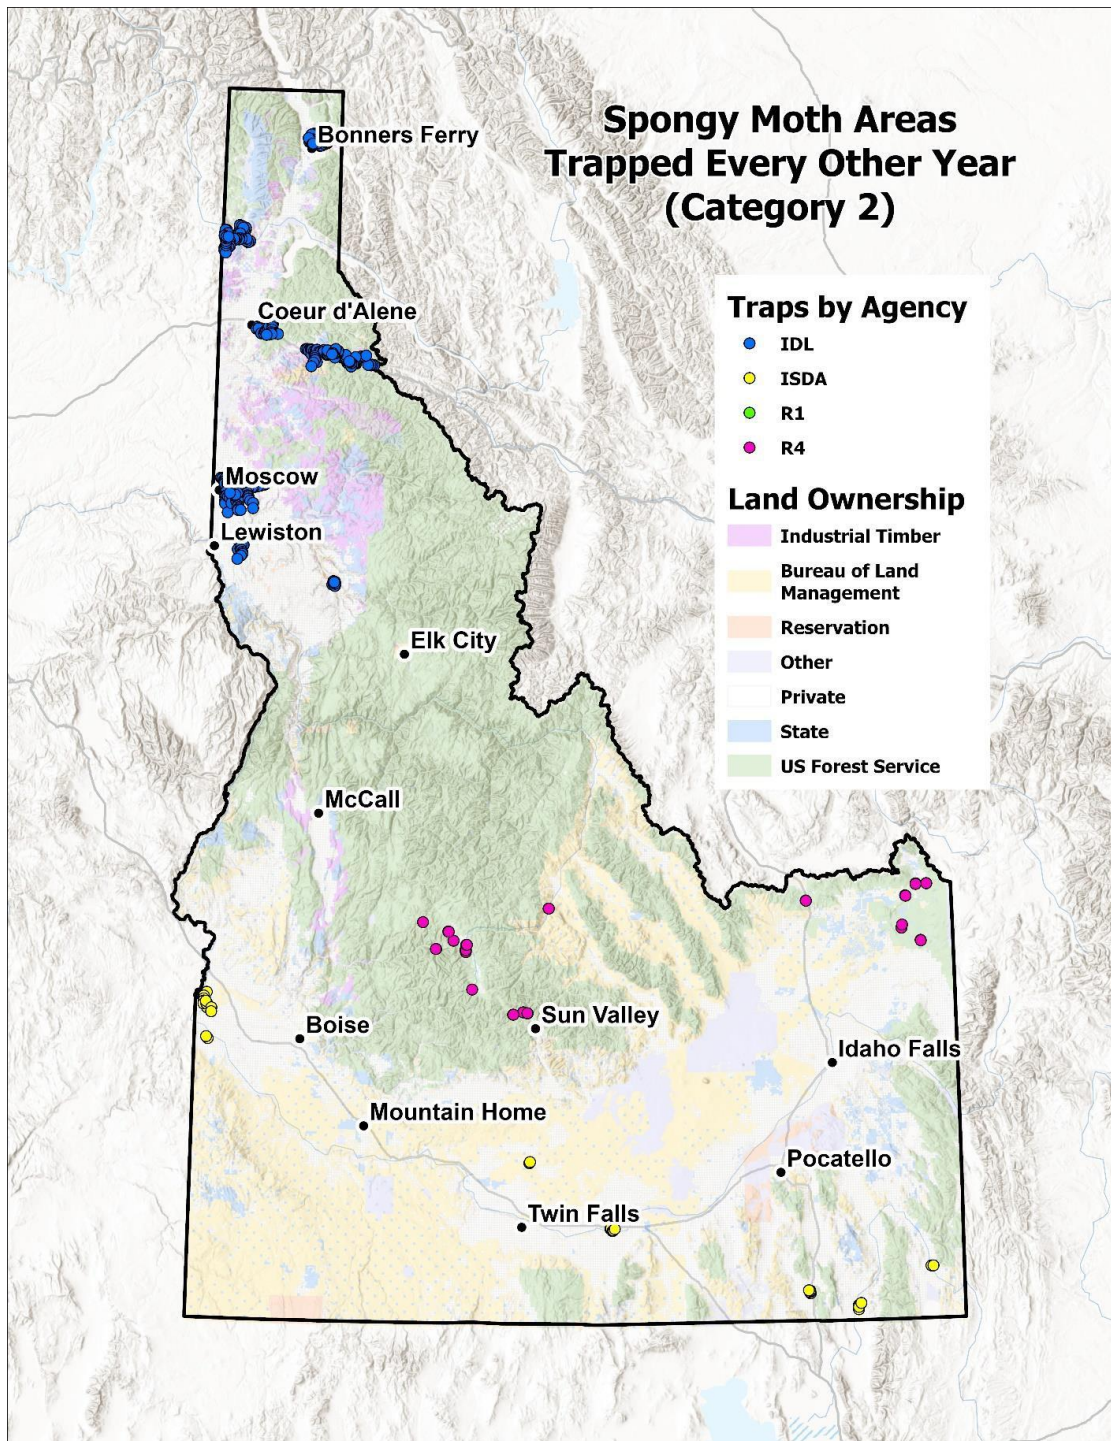 Spongy Moth Areas
Trapped Every Other Year
(Category 2)
Bonners Ferry
Coeur d'Alene
Moscow
Lewiston
Elk City
McCall
Boise
Sun Valley
Idaho Falls
Mountain Home
Pocatello
Twin Falls
Traps by Agency
IDL
ISDA
R1
R4
Land Ownership
Industrial Timber
Bureau of Land
Management
Reservation
Other
Private
State
US Forest Service